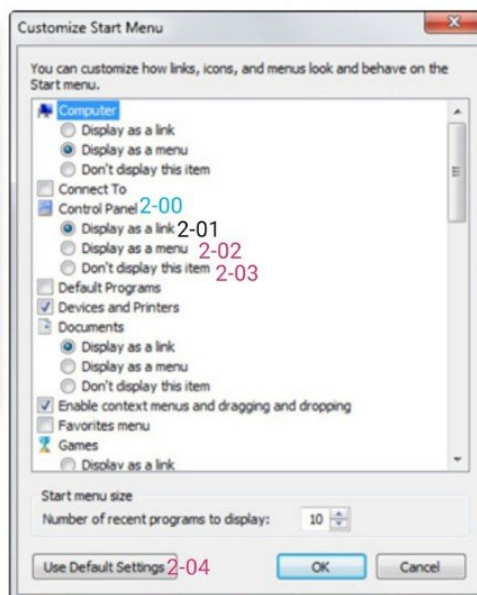 Customize Start Menu
You can customize how links, icons, and menus look and behave on the
Start menu.
Computer
Display as a link
Display as a menu
Don't display this item
Connect To
Control Panel 2-00
Display as a link 2-01
Display as a menu 2-02
Don't display this item 2-03
Default Programs
Devices and Printers
Documents
Display as a link
Display as a menu
Don't display this item
Enable context menus and dragging and dropping
Favorites menu
Games
Display as a link
Start menu size
Number of recent programs to display: 10
Use Default Settings 2-04 OK Cancel